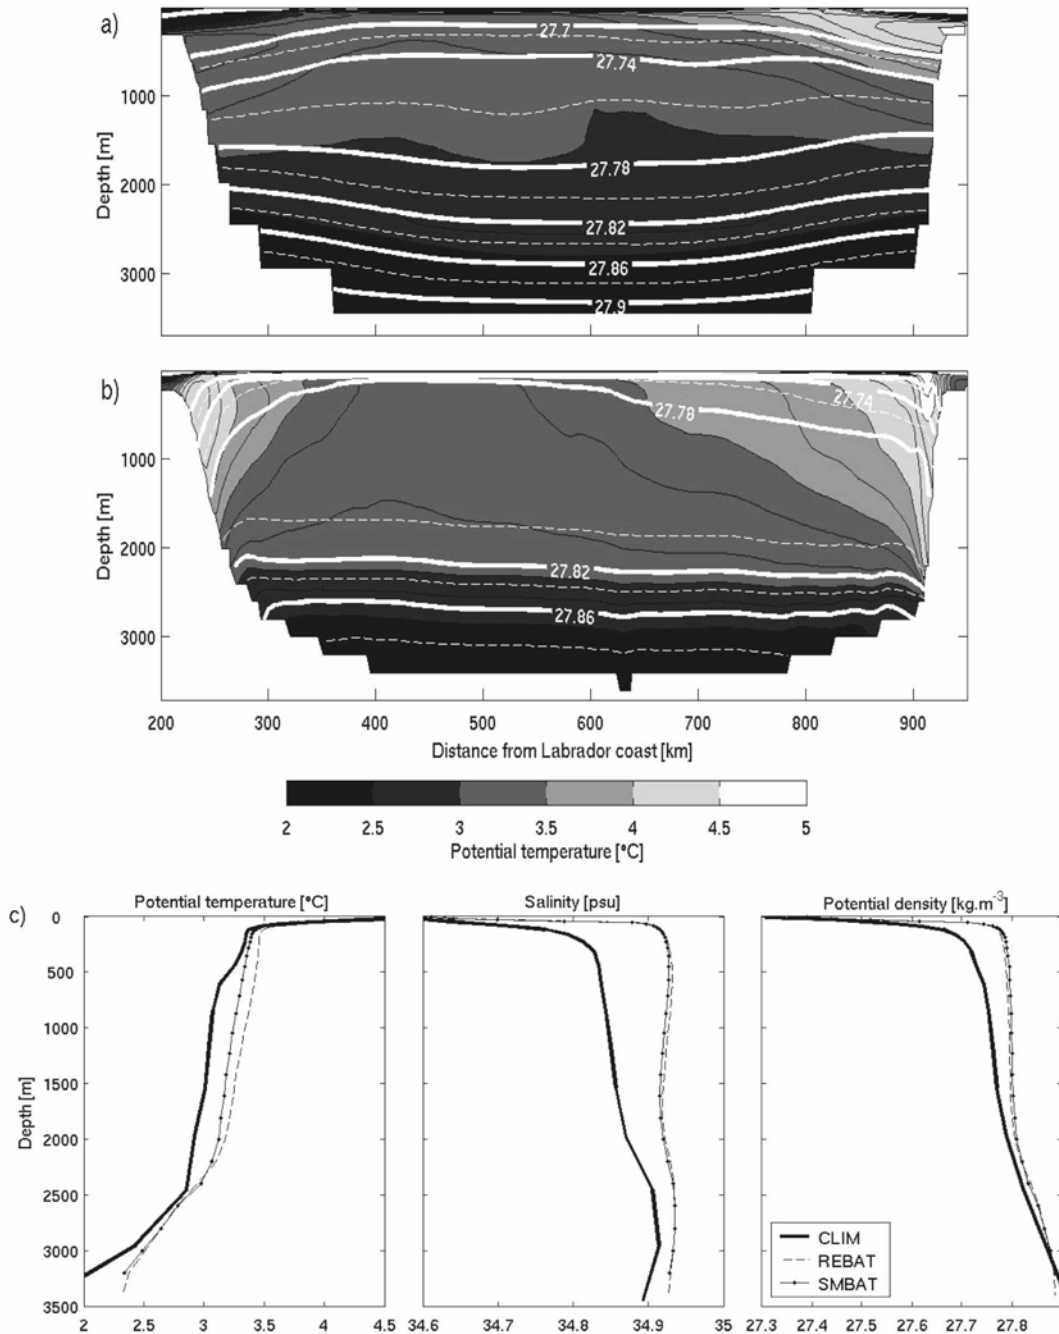 a)
27.7
27.74
27.78
27.82
27.86
27.9
Depth [m]
1000
2000
3000
b)
27.74
27.78
27.82
27.86
Depth [m]
1000
2000
3000
200 300 400 500 600 700 800 900
Distance from Labrador coast [km]
2 2.5 3 3.5 4 4.5 5
Potential temperature [°C]
c)
Potential temperature [°C] Salinity [psu] Potential density [kg.m-3]
0
500
1000
1500
2000
2500
3000
3500
Depth [m]
CLIM
REBAT
SMBAT
2 2.5 3 3.5 4 4.5 34.6 34.7 34.8 34.9 35 27.3 27.4 27.5 27.6 27.7 27.8